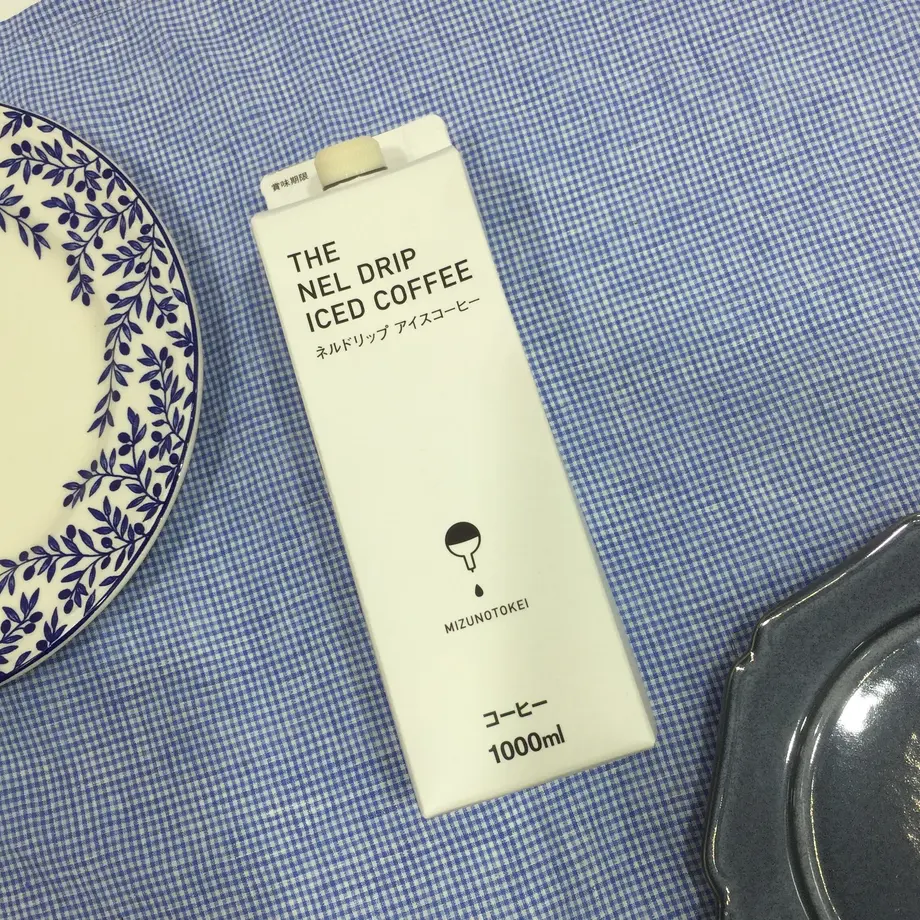 賞味期限
THE
NEL DRIP
ICED COFFEE
ネルドリップ アイスコーヒー
MIZUNOTOKEI
コーヒー
1000ml